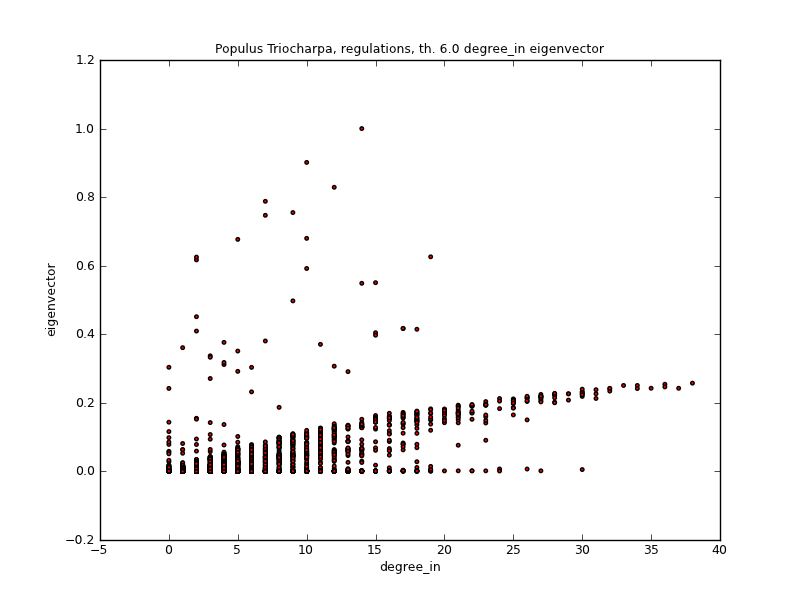 Populus Triocharpa, regulations, th. 6.0 degree_in eigenvector
1.2
1.0
0.8
0.6
0.4
0.2
0.0
−0.2
eigenvector
−5 0 5 10 15 20 25 30 35 40
degree_in